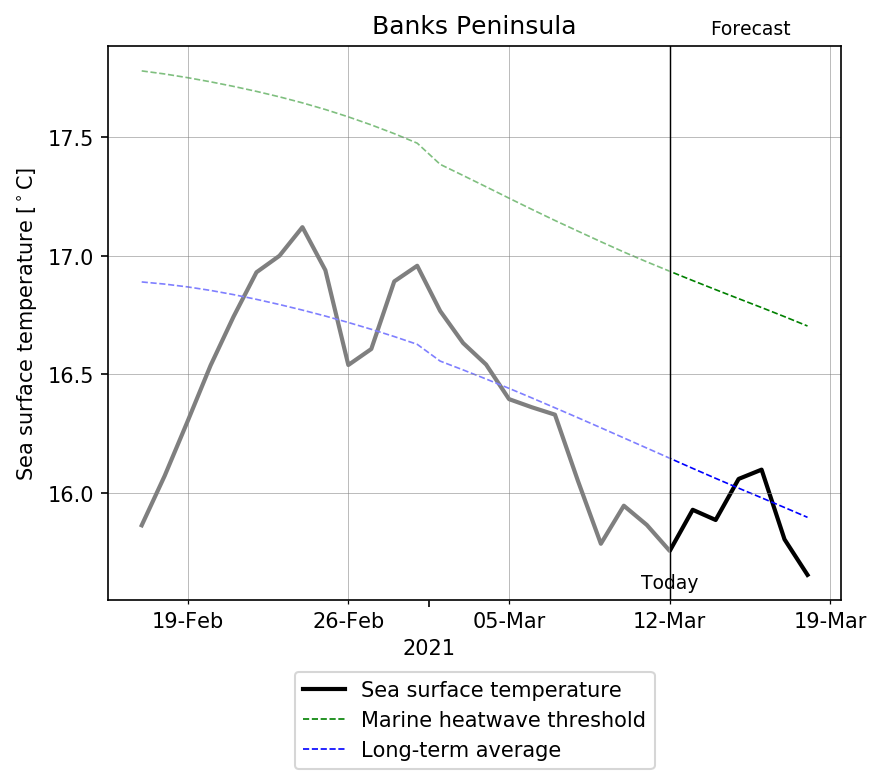 Banks Peninsula
Forecast
Sea surface temperature [°C]
17.5
17.0
16.5
16.0
Today
19-Feb
26-Feb
05-Mar
12-Mar
19-Mar
2021
Sea surface temperature
Marine heatwave threshold
Long-term average